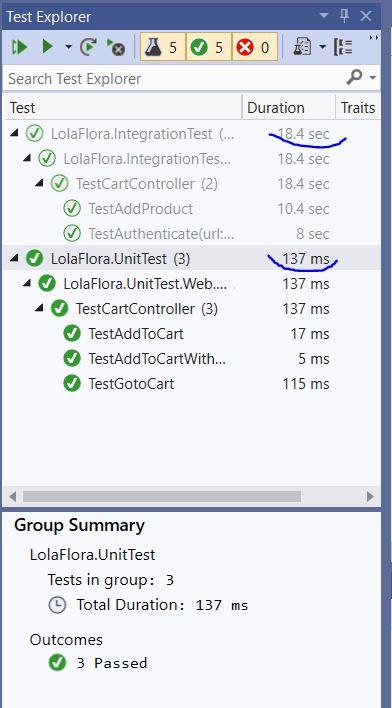 Test Explorer
5 5 0
Search Test Explorer
Test Duration Traits
LolaFlora.IntegrationTest (... 18.4 sec
LolaFlora.IntegrationTes... 18.4 sec
TestCartController (2) 18.4 sec
TestAddProduct 10.4 sec
TestAuthenticate(url:... 8 sec
LolaFlora.UnitTest (3) 137 ms
LolaFlora.UnitTest.Web.... 137 ms
TestCartController (3) 137 ms
TestAddToCart 17 ms
TestAddToCartWith... 5 ms
TestGotoCart 115 ms
Group Summary
LolaFlora.UnitTest
Tests in group: 3
Total Duration: 137 ms
Outcomes
3 Passed